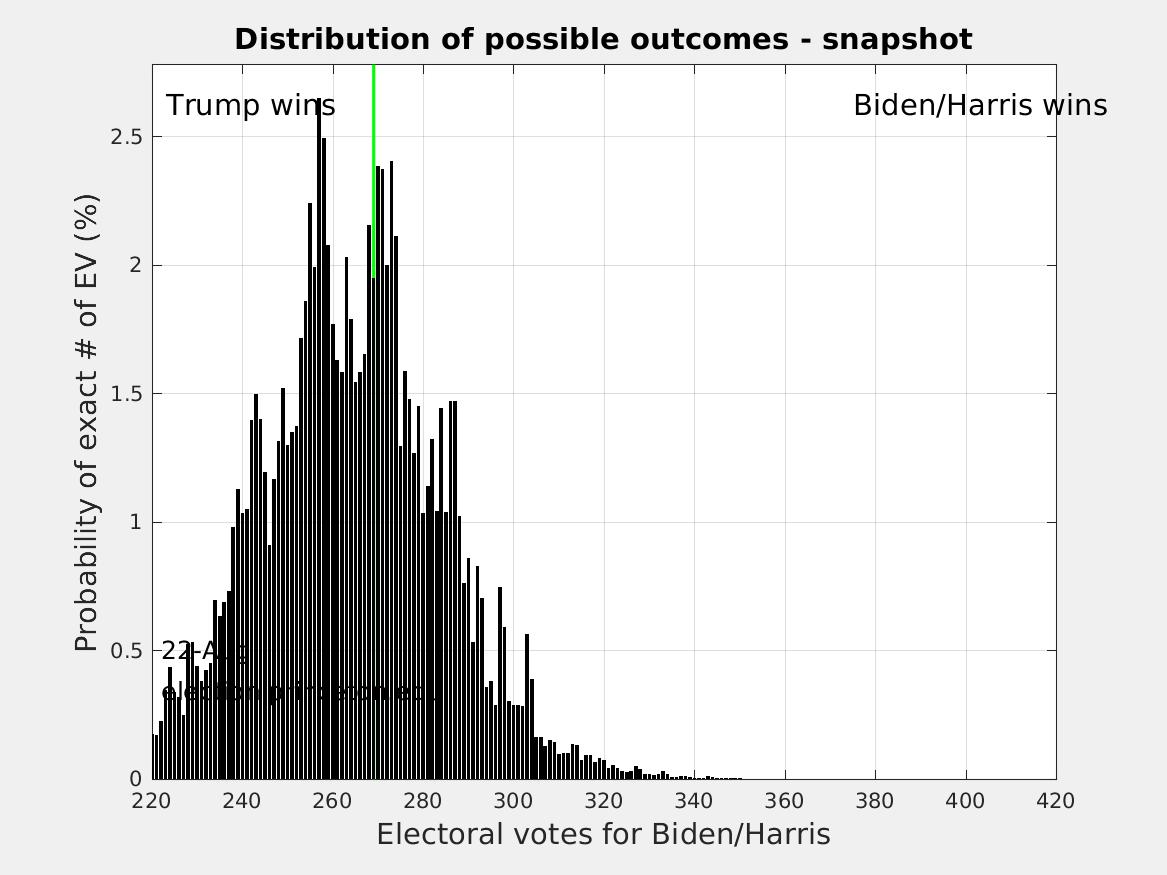 Distribution of possible outcomes - snapshot
Trump wins
Biden/Harris wins
Probability of exact # of EV (%)
2.5
2
1.5
1
0.5
0
22-Aug
220 240 260 280 300 320 340 360 380 400 420
Electoral votes for Biden/Harris